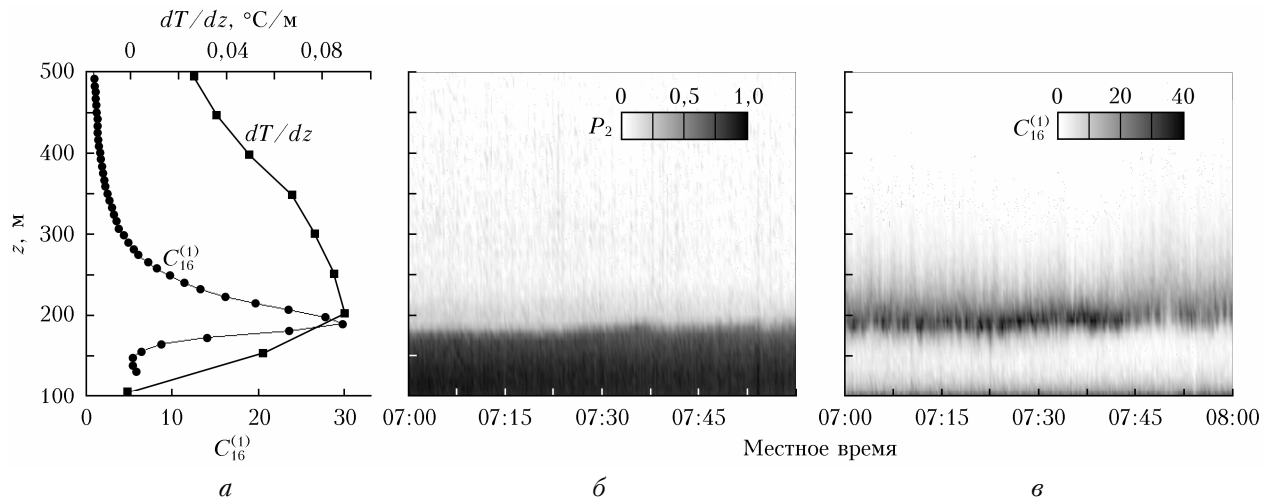 dT/dz, °С/м
0 0,04 0,08
500
400
300
200
100
z, м
dT/dz
C₁₆⁽¹⁾
0 10 20 30
C₁₆⁽¹⁾
а
0 0,5 1,0
P₂
07:00 07:15 07:30 07:45
б
0 20 40
C₁₆⁽¹⁾
07:00 07:15 07:30 07:45 08:00
Местное время
в